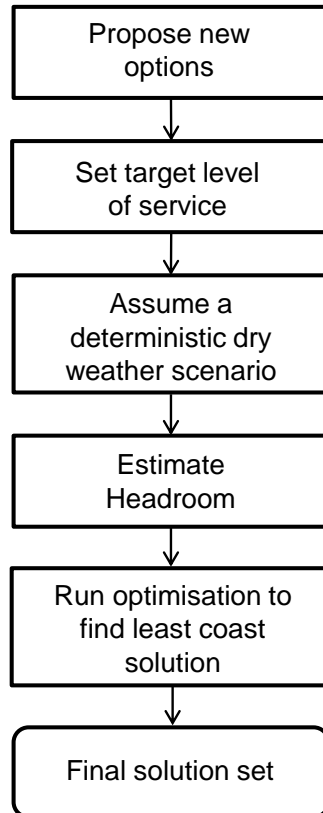 Propose new
options
Set target level
of service
Assume a
deterministic dry
weather scenario
Estimate
Headroom
Run optimisation to
find least coast
solution
Final solution set